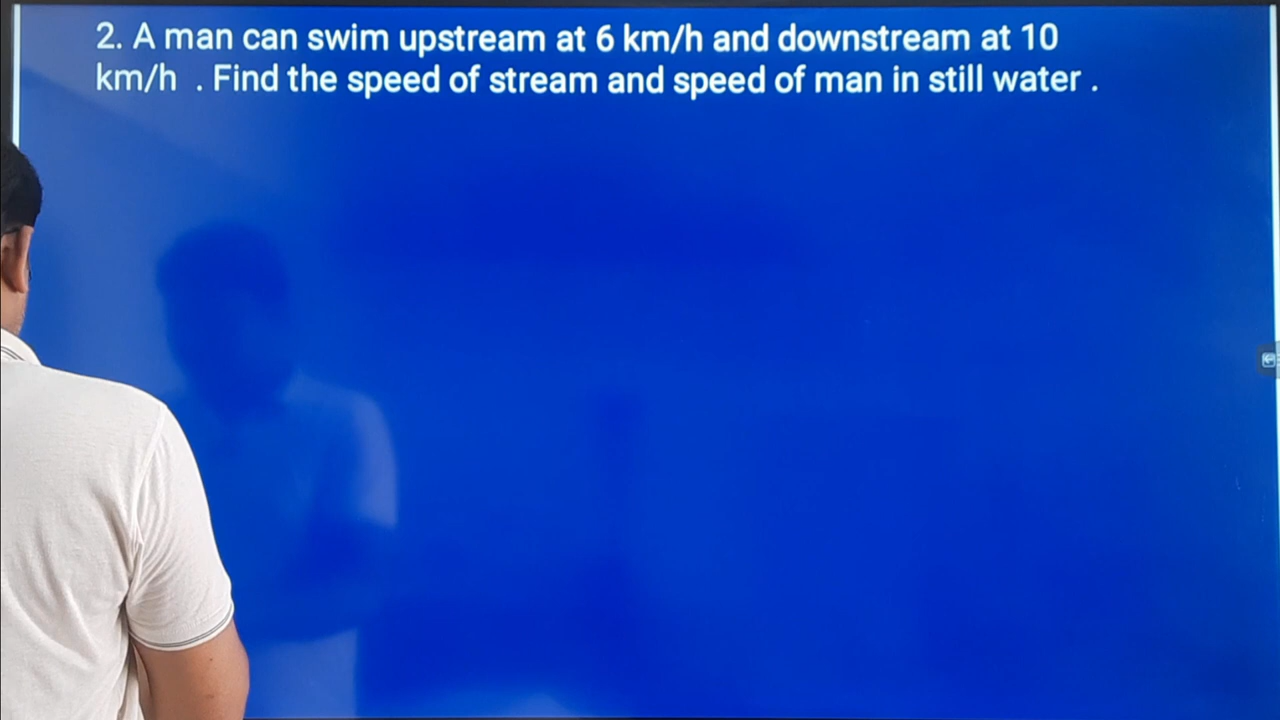 2. A man can swim upstream at 6 km/h and downstream at 10
km/h . Find the speed of stream and speed of man in still water .